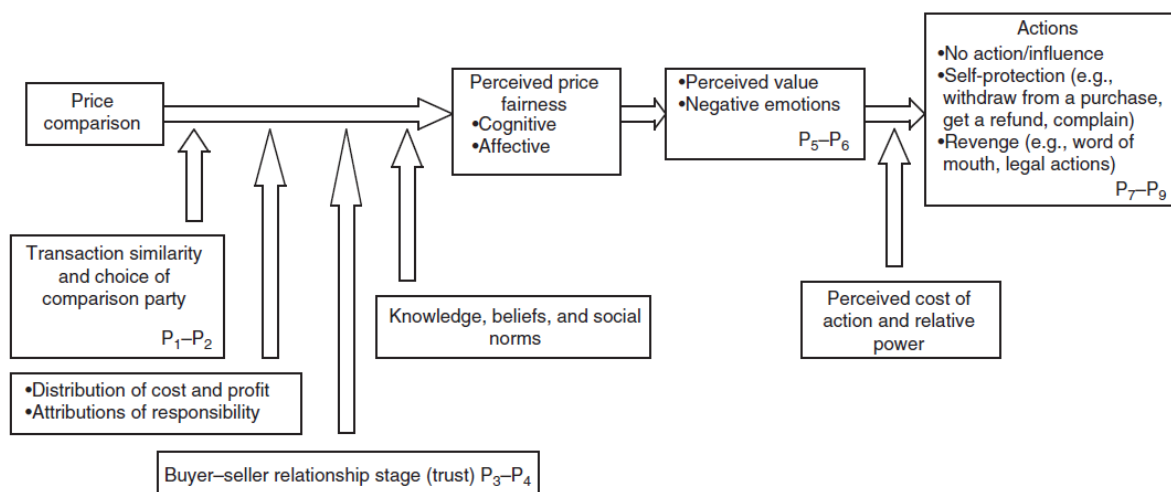 Price
comparison
Perceived price
fairness
•Cognitive
•Affective
•Perceived value
•Negative emotions
P5–P6
Actions
•No action/influence
•Self-protection (e.g.,
withdraw from a purchase,
get a refund, complain)
•Revenge (e.g., word of
mouth, legal actions)
P7–P9
Transaction similarity
and choice of
comparison party
P1–P2
•Distribution of cost and profit
•Attributions of responsibility
Buyer–seller relationship stage (trust) P3–P4
Knowledge, beliefs, and social
norms
Perceived cost of
action and relative
power